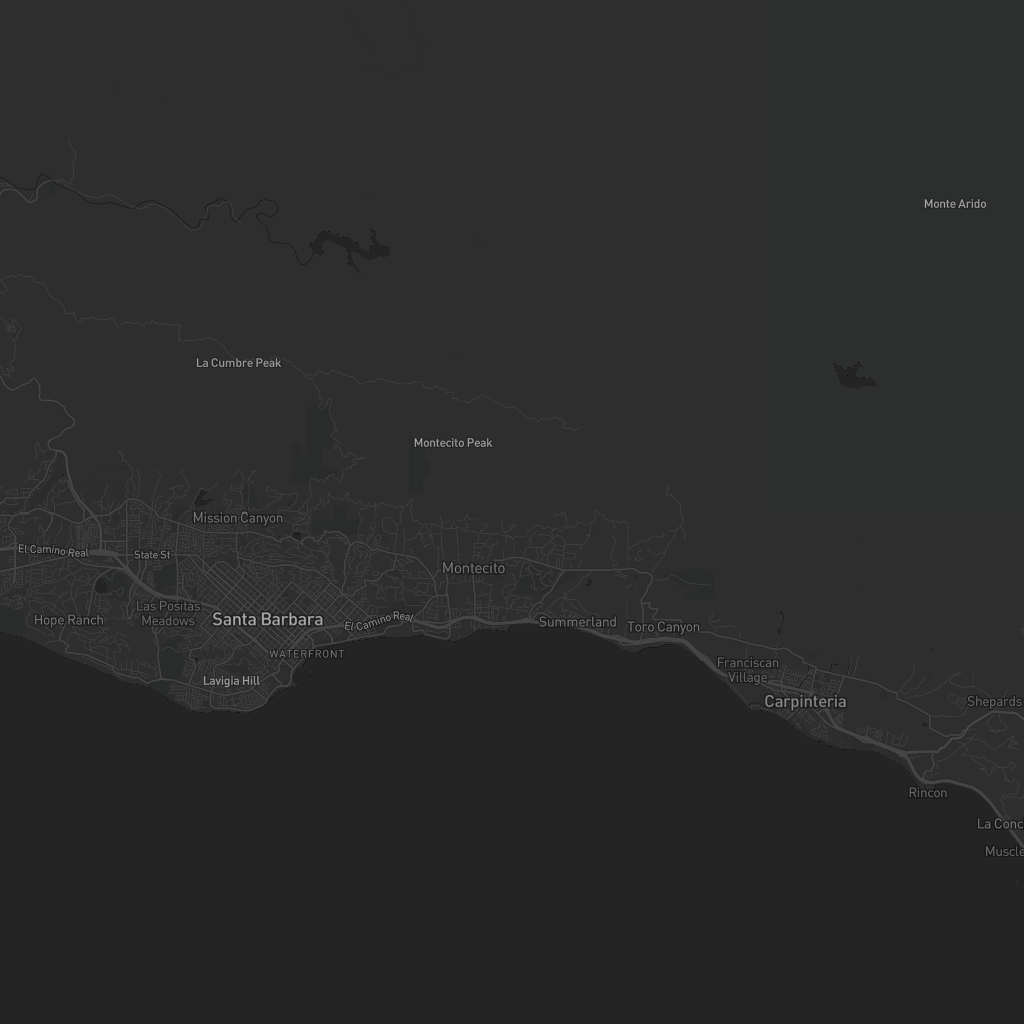 Monte Arido
La Cumbre Peak
Montecito Peak
Mission Canyon
El Camino Real
State St
Montecito
Las Positas
Meadows
Hope Ranch
Santa Barbara
El Camino Real
Summerland
Toro Canyon
WATERFRONT
Franciscan
Village
Lavigia Hill
Carpinteria
Shepards
Rincon
La Conc
Muscle